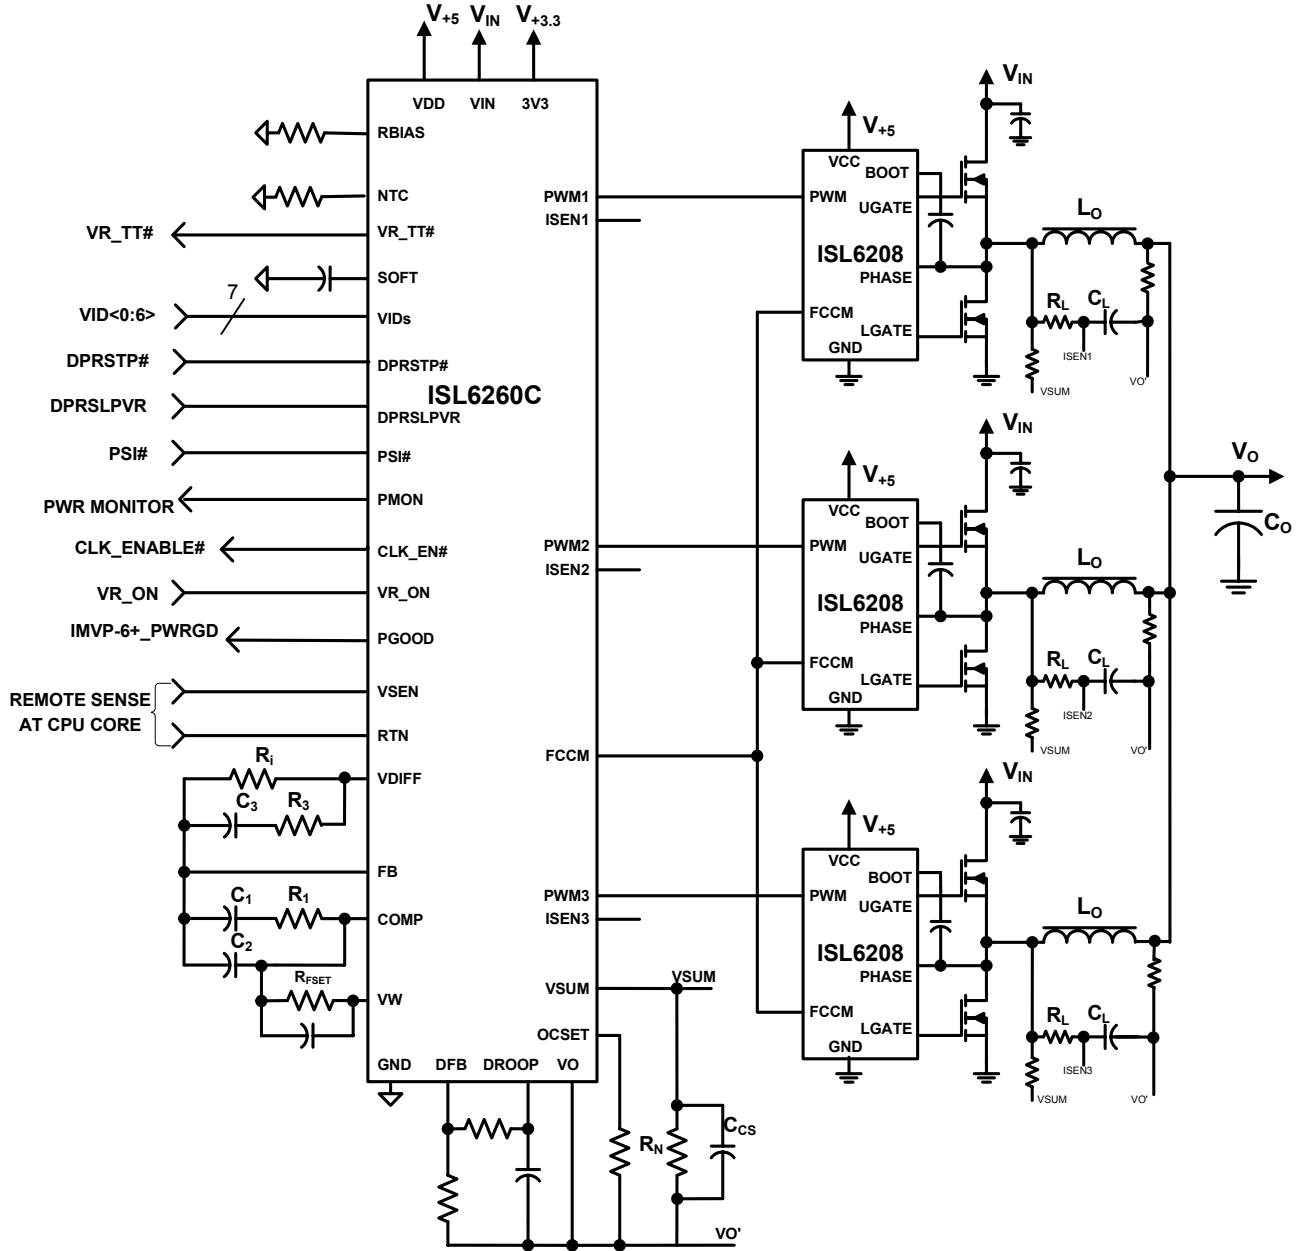 V+5 VIN V+3.3
VDD VIN 3V3
RBIAS
NTC
VR_TT# VR_TT#
SOFT
7
VID<0:6> VIDs
DPRSTP# DPRSTP#
ISL6260C
DPRSLPVR DPRSLPVR
PSI# PSI#
PWR MONITOR PMON
CLK_ENABLE# CLK_EN#
VR_ON VR_ON
IMVP-6+_PWRGD PGOOD
REMOTE SENSE
AT CPU CORE
VSEN
RTN
Ri
VDIFF
C3 R3
FB
C1 R1
COMP
C2
RFSET
VW
GND DFB DROOP VO
PWM1
ISEN1
PWM2
ISEN2
FCCM
PWM3
ISEN3
VSUM VSUM
OCSET
RN CCS
VO'
VIN
V+5
VCC
BOOT
PWM
UGATE
ISL6208
PHASE
FCCM
LGATE
GND
LO
RL CL
ISEN1
VSUM VO'
VIN
V+5
VCC
BOOT
PWM
UGATE
ISL6208
PHASE
FCCM
LGATE
GND
LO
RL CL
ISEN2
VSUM VO'
VO
CO
VIN
V+5
VCC
BOOT
PWM
UGATE
ISL6208
PHASE
FCCM
LGATE
GND
LO
RL CL
ISEN3
VSUM VO'